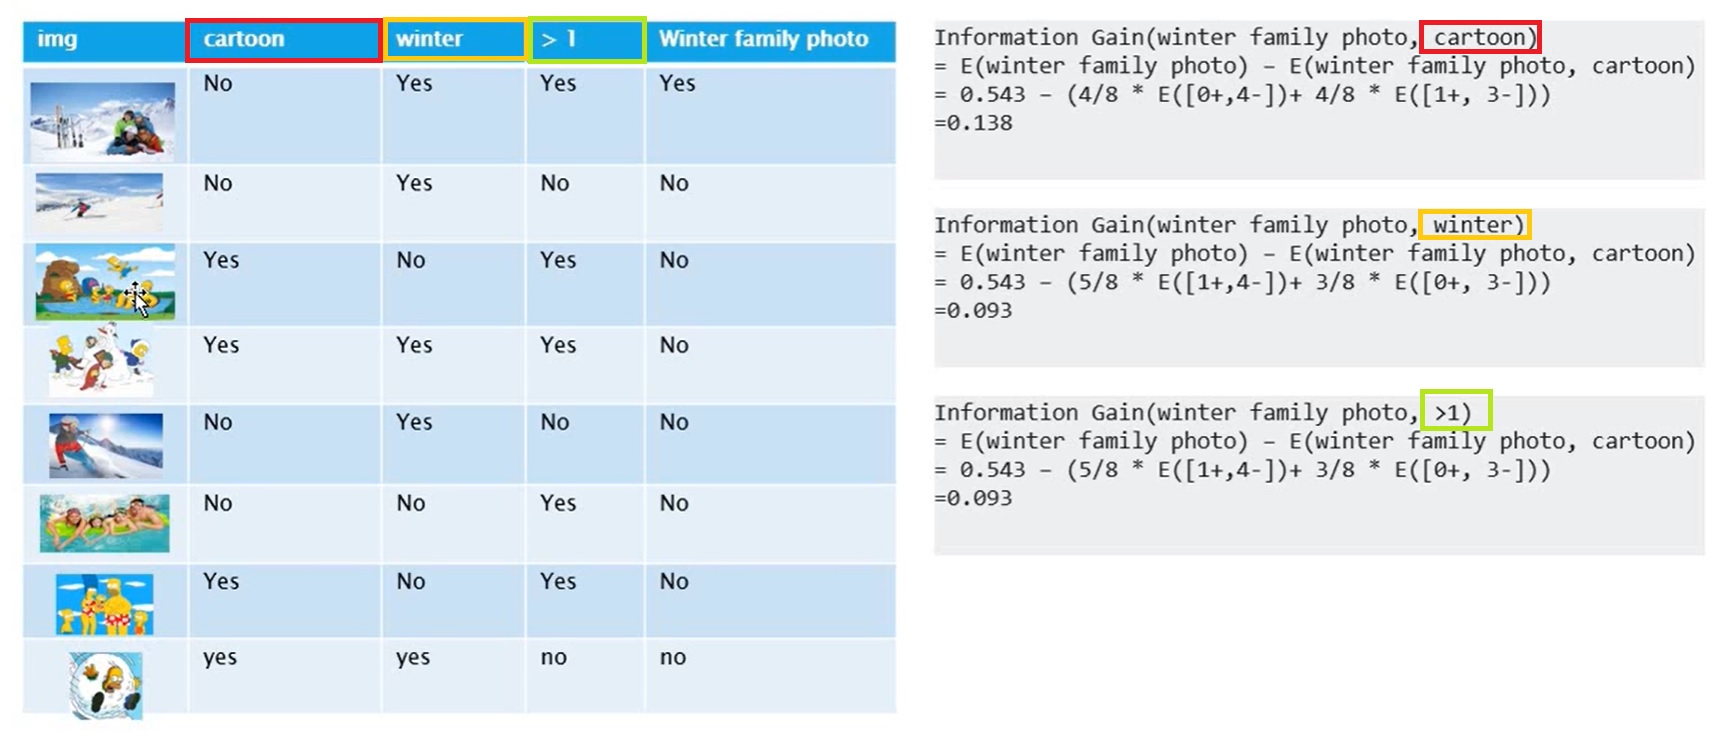 img cartoon winter > 1 Winter family photo
No Yes Yes Yes
No Yes No No
Yes No Yes No
Yes Yes Yes No
No Yes No No
No No Yes No
Yes No Yes No
yes yes no no
Information Gain(winter family photo, cartoon)
= E(winter family photo) – E(winter family photo, cartoon)
= 0.543 – (4/8 * E([0+,4-])+ 4/8 * E([1+, 3-]))
=0.138
Information Gain(winter family photo, winter)
= E(winter family photo) – E(winter family photo, cartoon)
= 0.543 – (5/8 * E([1+,4-])+ 3/8 * E([0+, 3-]))
=0.093
Information Gain(winter family photo, >1)
= E(winter family photo) – E(winter family photo, cartoon)
= 0.543 – (5/8 * E([1+,4-])+ 3/8 * E([0+, 3-]))
=0.093